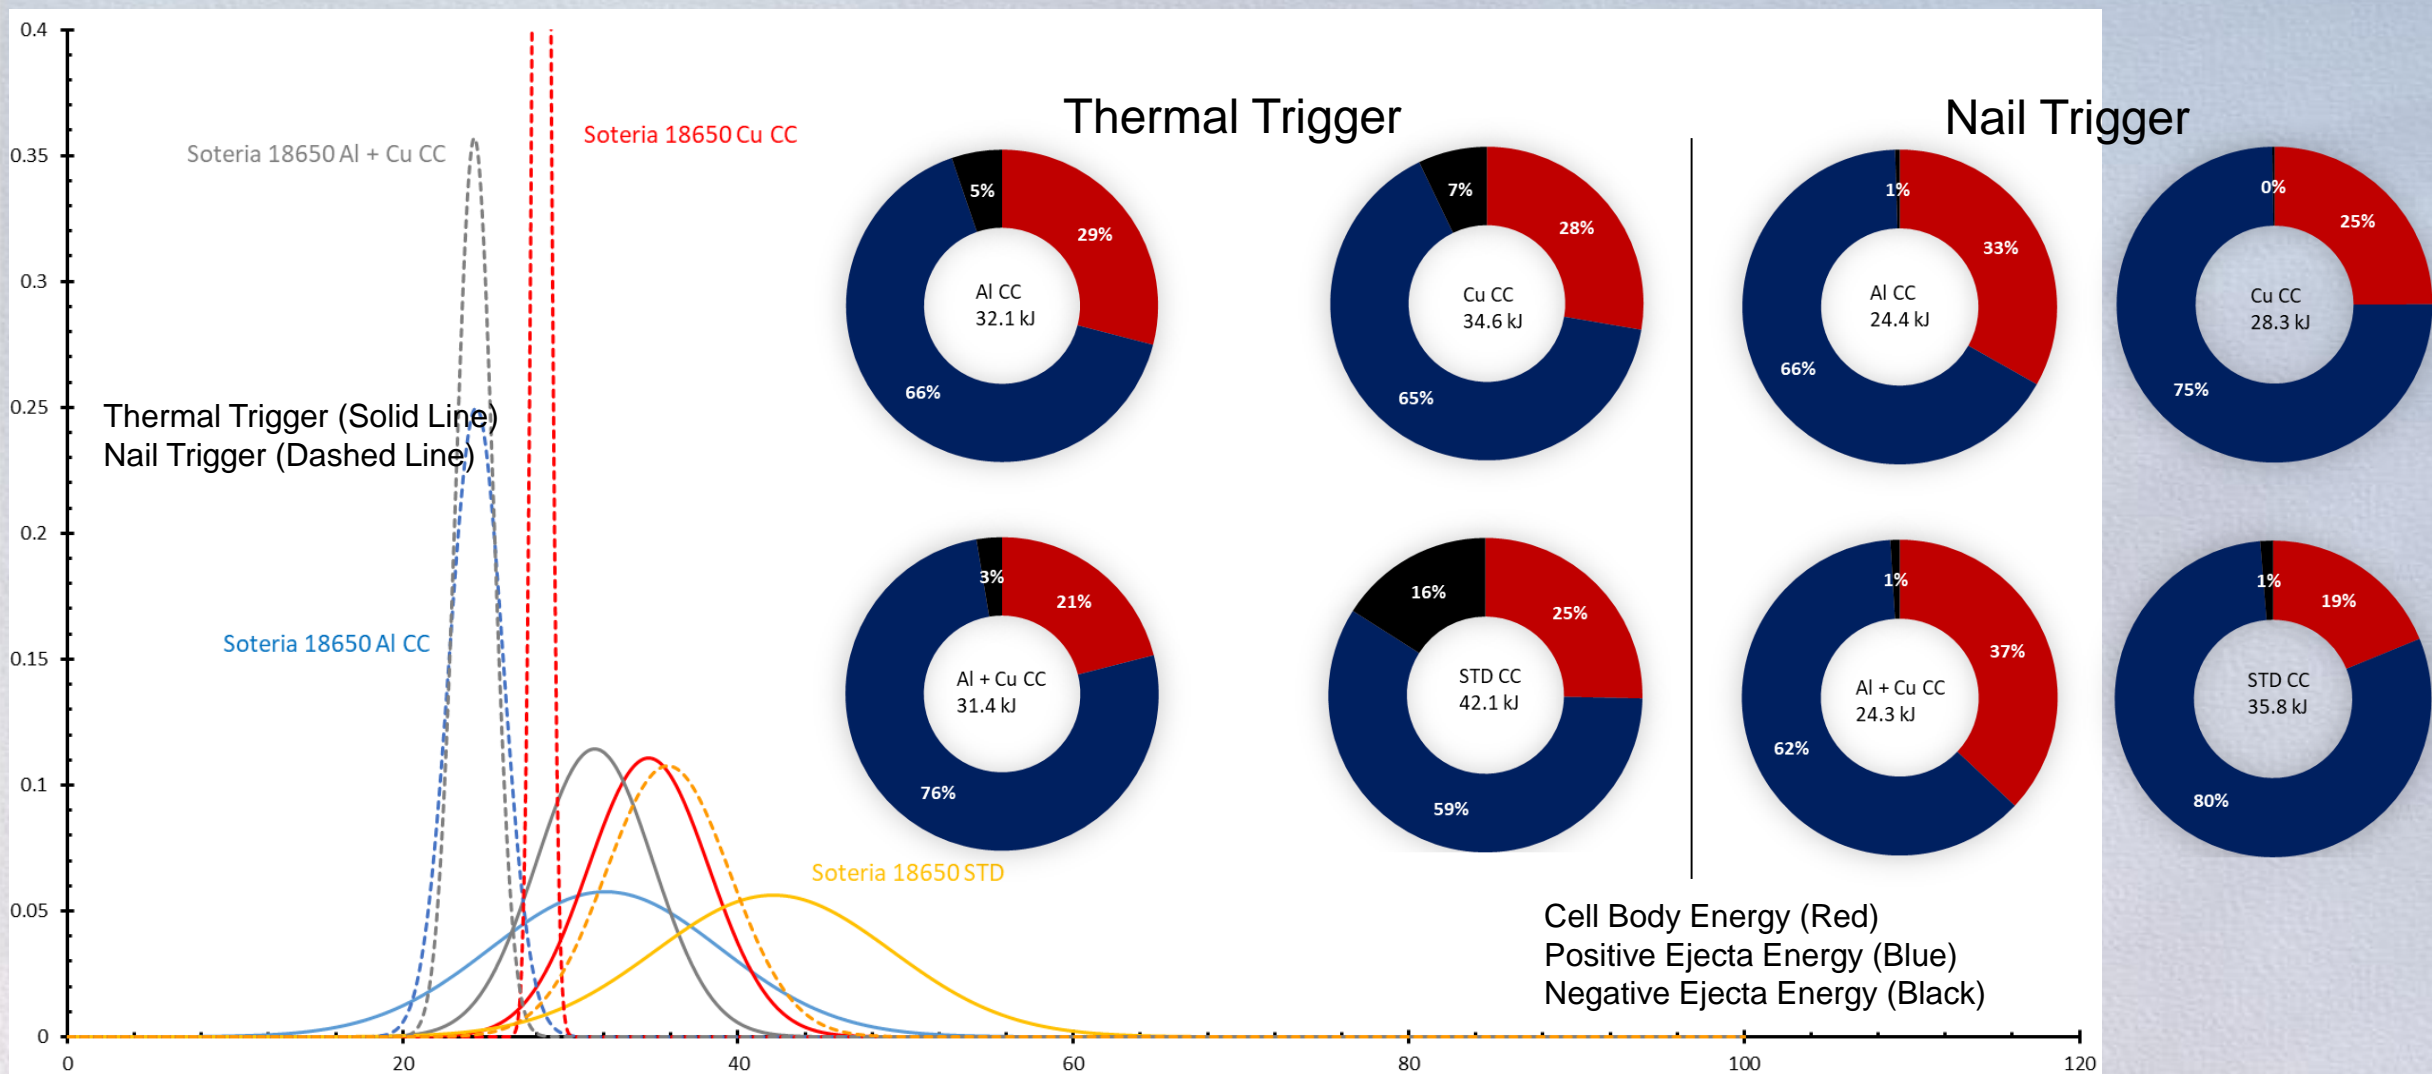 Thermal Trigger
Nail Trigger
0.4
0.35
0.3
0.25
0.2
0.15
0.1
0.05
0
0
20
40
60
80
100
120
Soteria 18650 Al + Cu CC
Soteria 18650 Cu CC
Thermal Trigger (Solid Line)
Nail Trigger (Dashed Line)
Soteria 18650 Al CC
Soteria 18650 STD
5%
29%
Al CC
32.1 kJ
66%
7%
28%
Cu CC
34.6 kJ
65%
1%
33%
Al CC
24.4 kJ
66%
0%
25%
Cu CC
28.3 kJ
75%
3%
21%
Al + Cu CC
31.4 kJ
76%
16%
25%
STD CC
42.1 kJ
59%
1%
37%
Al + Cu CC
24.3 kJ
62%
1%
19%
STD CC
35.8 kJ
80%
Cell Body Energy (Red)
Positive Ejecta Energy (Blue)
Negative Ejecta Energy (Black)